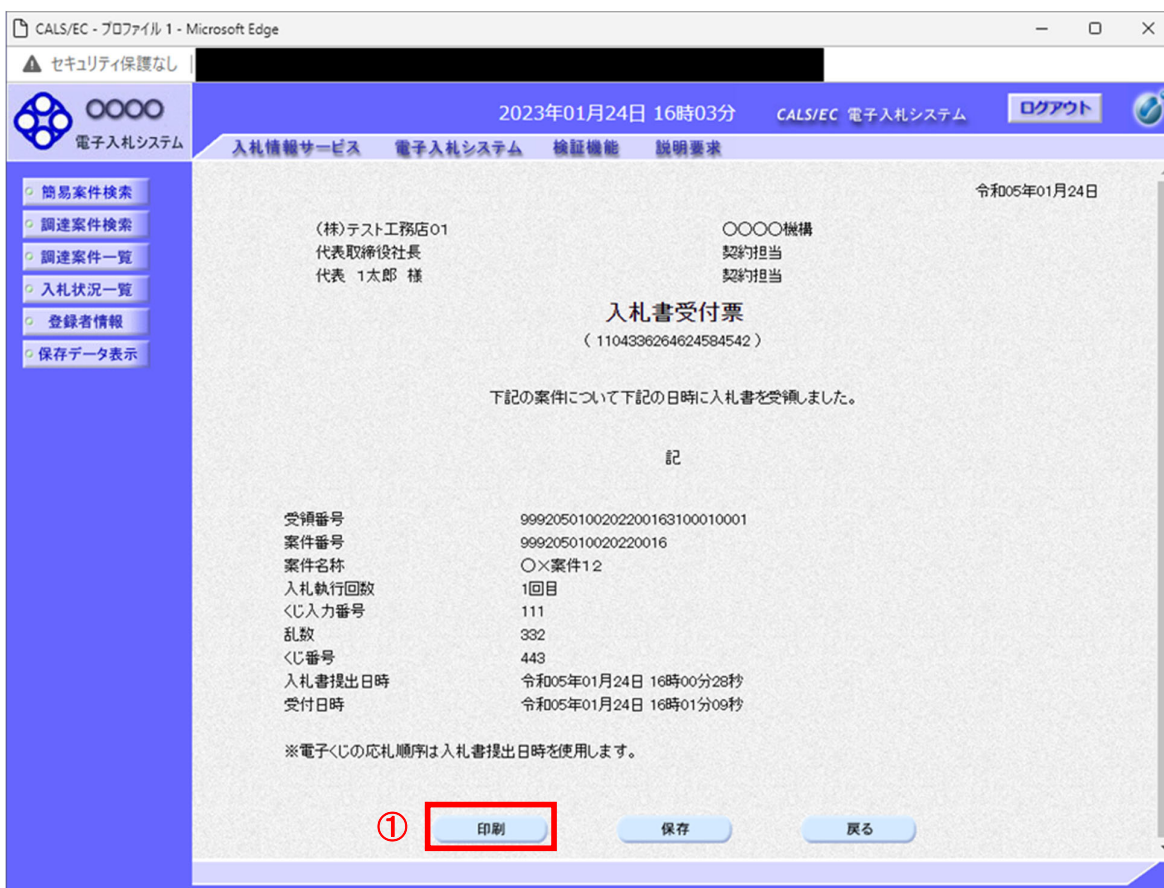 CALS/EC - プロファイル 1 - Microsoft Edge
セキュリティ保護なし
○○○○
電子入札システム
2023年01月24日 16時03分 CALS/EC 電子入札システム ログアウト
入札情報サービス 電子入札システム 検証機能 説明要求
簡易案件検索
調達案件検索
調達案件一覧
入札状況一覧
登録者情報
保存データ表示
令和05年01月24日
(株)テスト工務店01 ○○○○機構
代表取締役社長 契約担当
代表 1太郎 様 契約担当
入札書受付票
( 1104336264624584542 )
下記の案件について下記の日時に入札書を受領しました。
記
受領番号 9992050100202200163100010001
案件番号 999205010020220016
案件名称 ○×案件12
入札執行回数 1回目
くじ入力番号 111
乱数 332
くじ番号 443
入札書提出日時 令和05年01月24日 16時00分28秒
受付日時 令和05年01月24日 16時01分09秒
※電子くじの応札順序は入札書提出日時を使用します。
① 印刷 保存 戻る